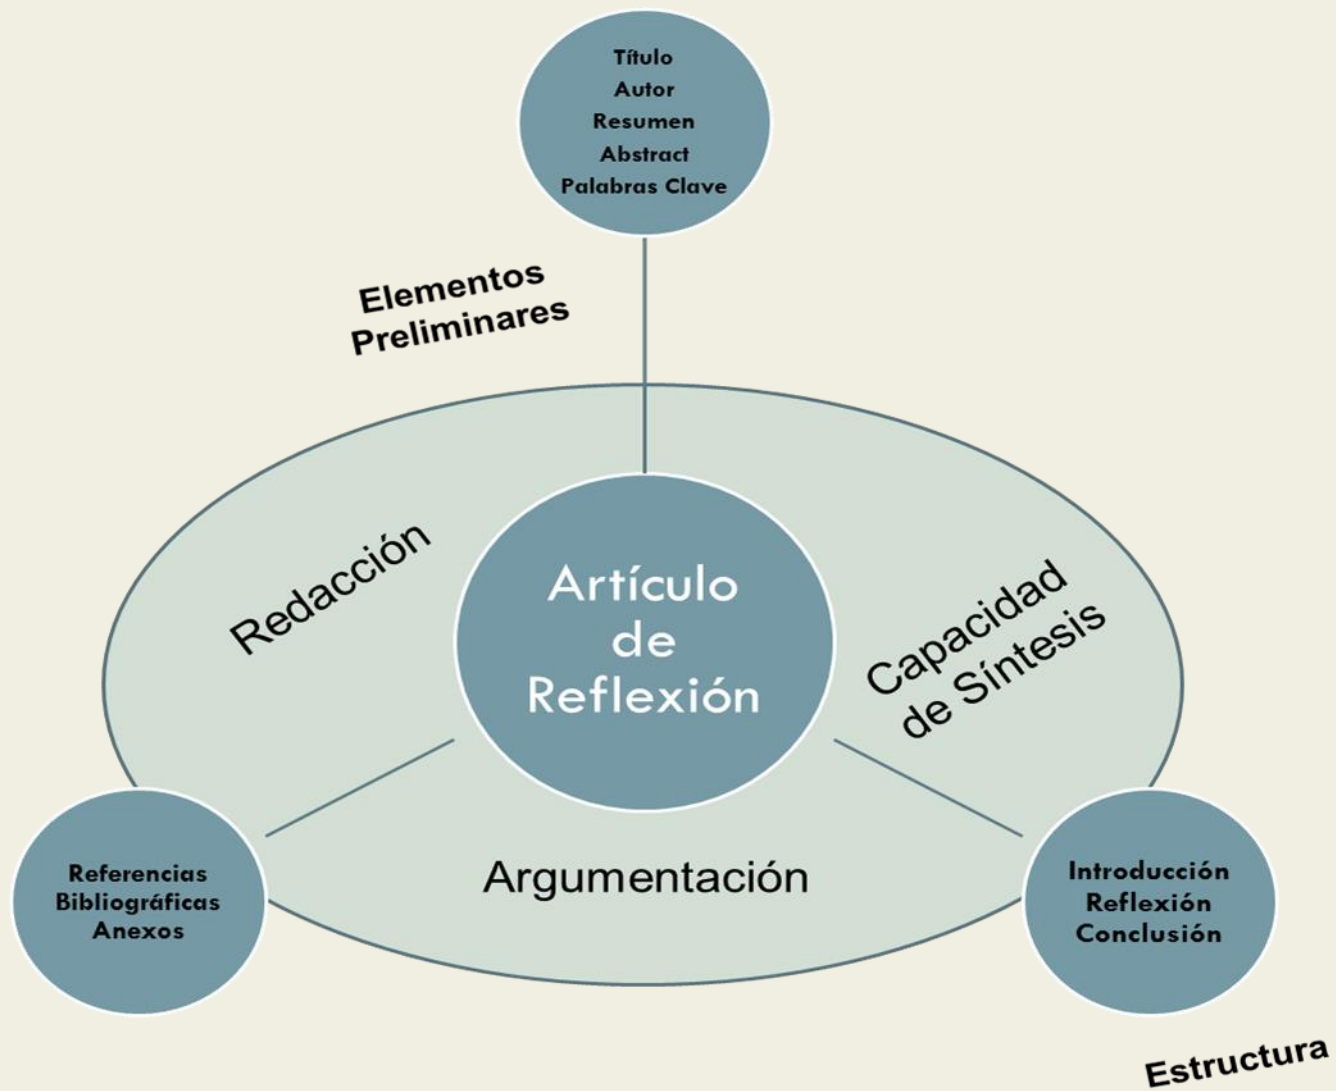 Título
Autor
Resumen
Abstract
Palabras Clave
Elementos
Preliminares
Redacción
Artículo
de
Reflexión
Capacidad
de Síntesis
Argumentación
Referencias
Bibliográficas
Anexos
Introducción
Reflexión
Conclusión
Estructura